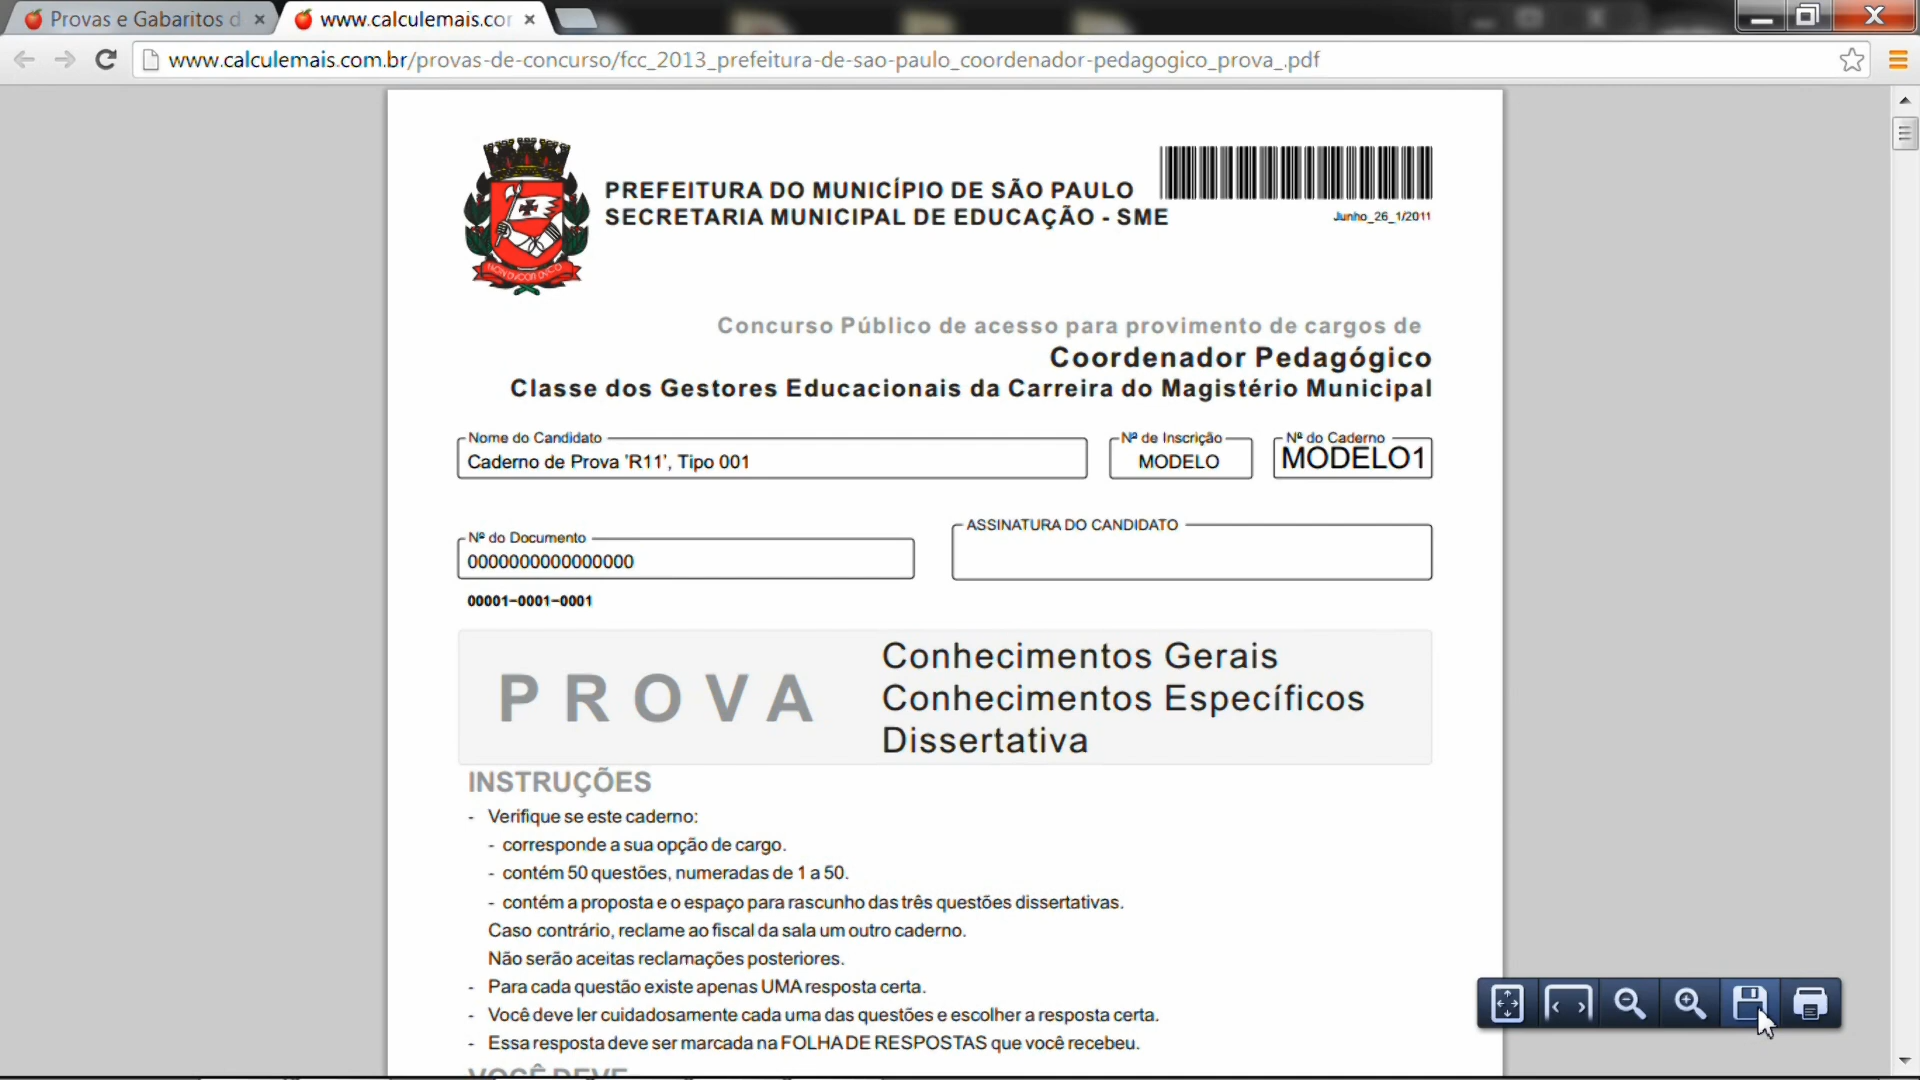 Provas e Gabaritos d
www.calculemais.cor
www.calculemais.com.br/provas-de-concurso/fcc_2013_prefeitura-de-sao-paulo_coordenador-pedagogico_prova_.pdf
PREFEITURA DO MUNICÍPIO DE SÃO PAULO
SECRETARIA MUNICIPAL DE EDUCAÇÃO - SME
Junho_26_1/2011
NON DVCOR DVCO
Concurso Público de acesso para provimento de cargos de
Coordenador Pedagógico
Classe dos Gestores Educacionais da Carreira do Magistério Municipal
Nome do Candidato
Caderno de Prova 'R11', Tipo 001
Nº de Inscrição
MODELO
Nº do Caderno
MODELO1
Nº do Documento
0000000000000000
ASSINATURA DO CANDIDATO
00001-0001-0001
PROVA
Conhecimentos Gerais
Conhecimentos Específicos
Dissertativa
INSTRUÇÕES
- Verifique se este caderno:
- corresponde a sua opção de cargo.
- contém 50 questões, numeradas de 1 a 50.
- contém a proposta e o espaço para rascunho das três questões dissertativas.
Caso contrário, reclame ao fiscal da sala um outro caderno.
Não serão aceitas reclamações posteriores.
- Para cada questão existe apenas UMA resposta certa.
- Você deve ler cuidadosamente cada uma das questões e escolher a resposta certa.
- Essa resposta deve ser marcada na FOLHA DE RESPOSTAS que você recebeu.
VOCÊ DEVE